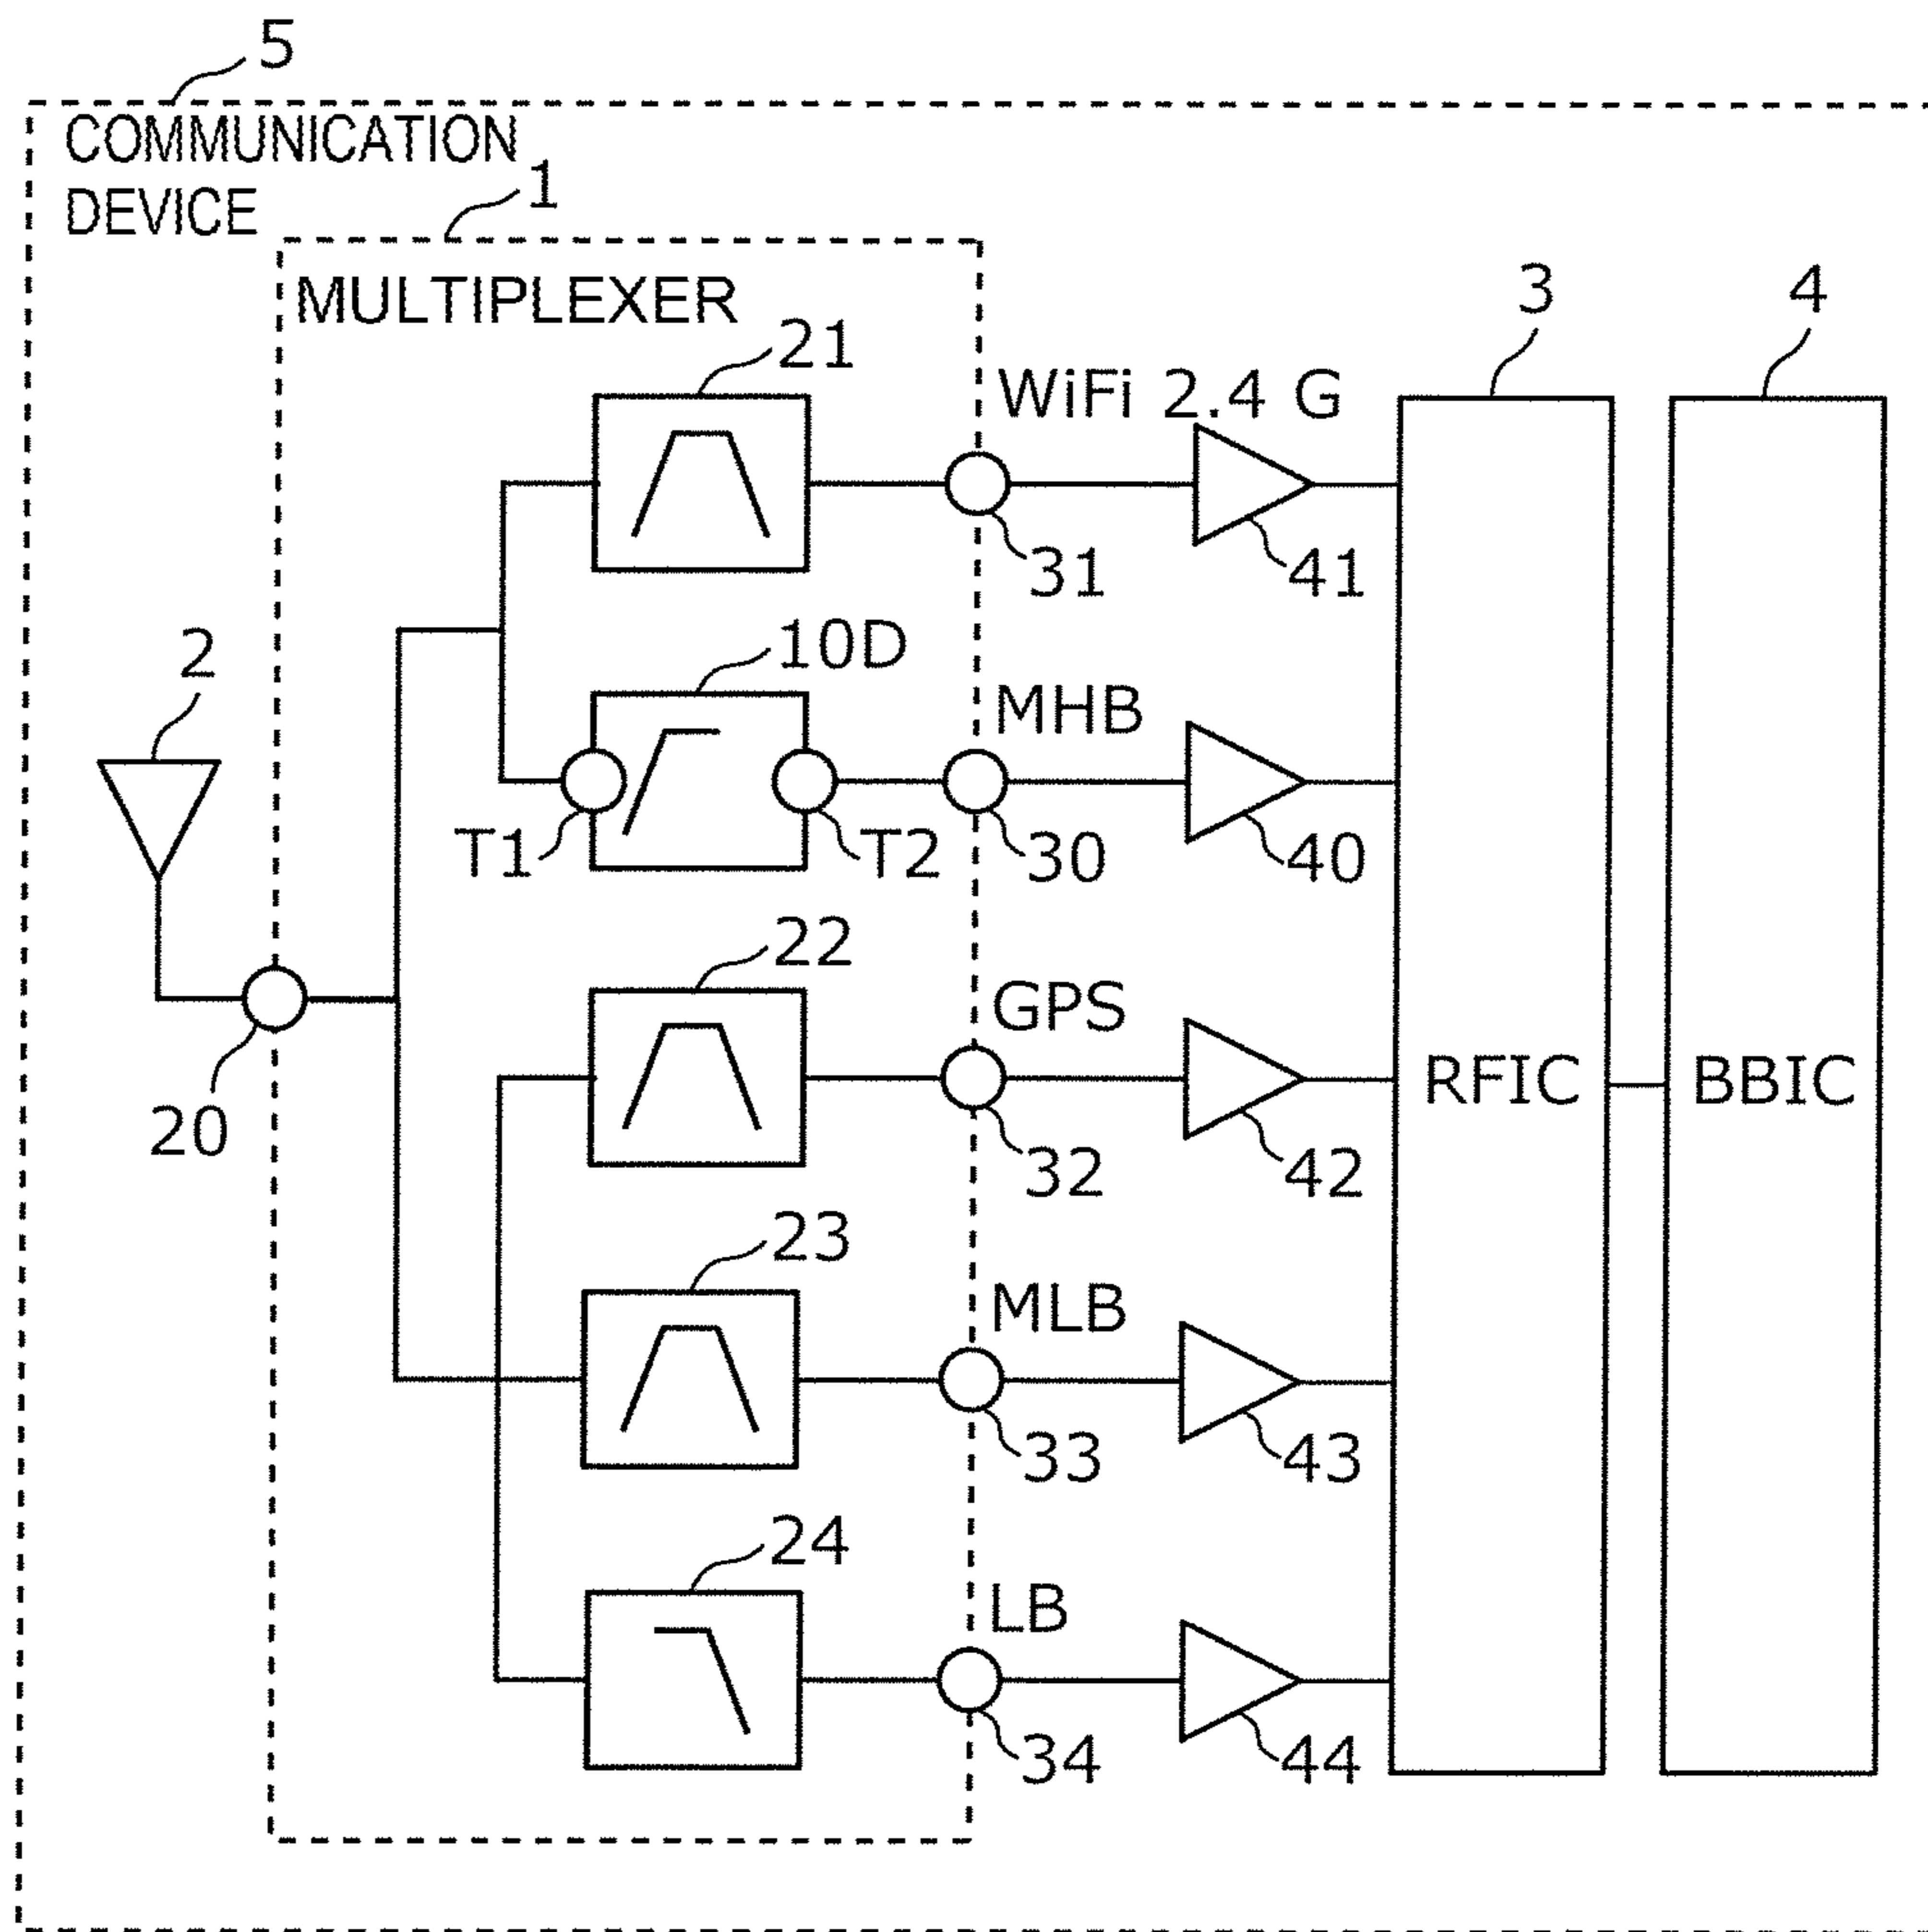 5
COMMUNICATION
DEVICE
1
MULTIPLEXER
3
4
21
WiFi 2.4 G
31
41
2
10D
MHB
T1
T2
30
40
22
GPS
RFIC
BBIC
20
32
42
23
MLB
33
43
24
LB
34
44